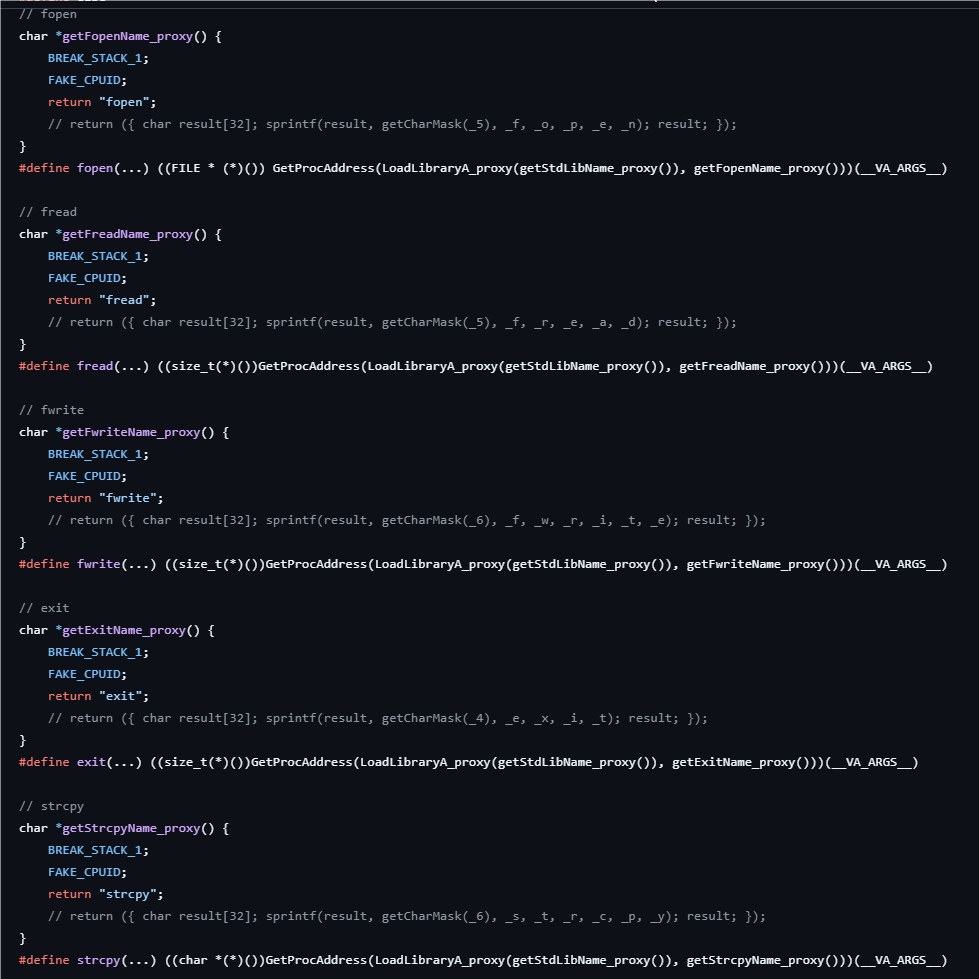 // fopen
char *getFopenName_proxy() {
    BREAK_STACK_1;
    FAKE_CPUID;
    return "fopen";
    // return ({ char result[32]; sprintf(result, getCharMask(_5), _f, _o, _p, _e, _n); result; });
}
#define fopen(...) ((FILE * (*)()) GetProcAddress(LoadLibraryA_proxy(getStdLibName_proxy()), getFopenName_proxy()))(__VA_ARGS__)

// fread
char *getFreadName_proxy() {
    BREAK_STACK_1;
    FAKE_CPUID;
    return "fread";
    // return ({ char result[32]; sprintf(result, getCharMask(_5), _f, _r, _e, _a, _d); result; });
}
#define fread(...) ((size_t(*)())GetProcAddress(LoadLibraryA_proxy(getStdLibName_proxy()), getFreadName_proxy()))(__VA_ARGS__)

// fwrite
char *getFwriteName_proxy() {
    BREAK_STACK_1;
    FAKE_CPUID;
    return "fwrite";
    // return ({ char result[32]; sprintf(result, getCharMask(_6), _f, _w, _r, _i, _t, _e); result; });
}
#define fwrite(...) ((size_t(*)())GetProcAddress(LoadLibraryA_proxy(getStdLibName_proxy()), getFwriteName_proxy()))(__VA_ARGS__)

// exit
char *getExitName_proxy() {
    BREAK_STACK_1;
    FAKE_CPUID;
    return "exit";
    // return ({ char result[32]; sprintf(result, getCharMask(_4), _e, _x, _i, _t); result; });
}
#define exit(...) ((size_t(*)())GetProcAddress(LoadLibraryA_proxy(getStdLibName_proxy()), getExitName_proxy()))(__VA_ARGS__)

// strcpy
char *getStrcpyName_proxy() {
    BREAK_STACK_1;
    FAKE_CPUID;
    return "strcpy";
    // return ({ char result[32]; sprintf(result, getCharMask(_6), _s, _t, _r, _c, _p, _y); result; });
}
#define strcpy(...) ((char *(*)())GetProcAddress(LoadLibraryA_proxy(getStdLibName_proxy()), getStrcpyName_proxy()))(__VA_ARGS__)